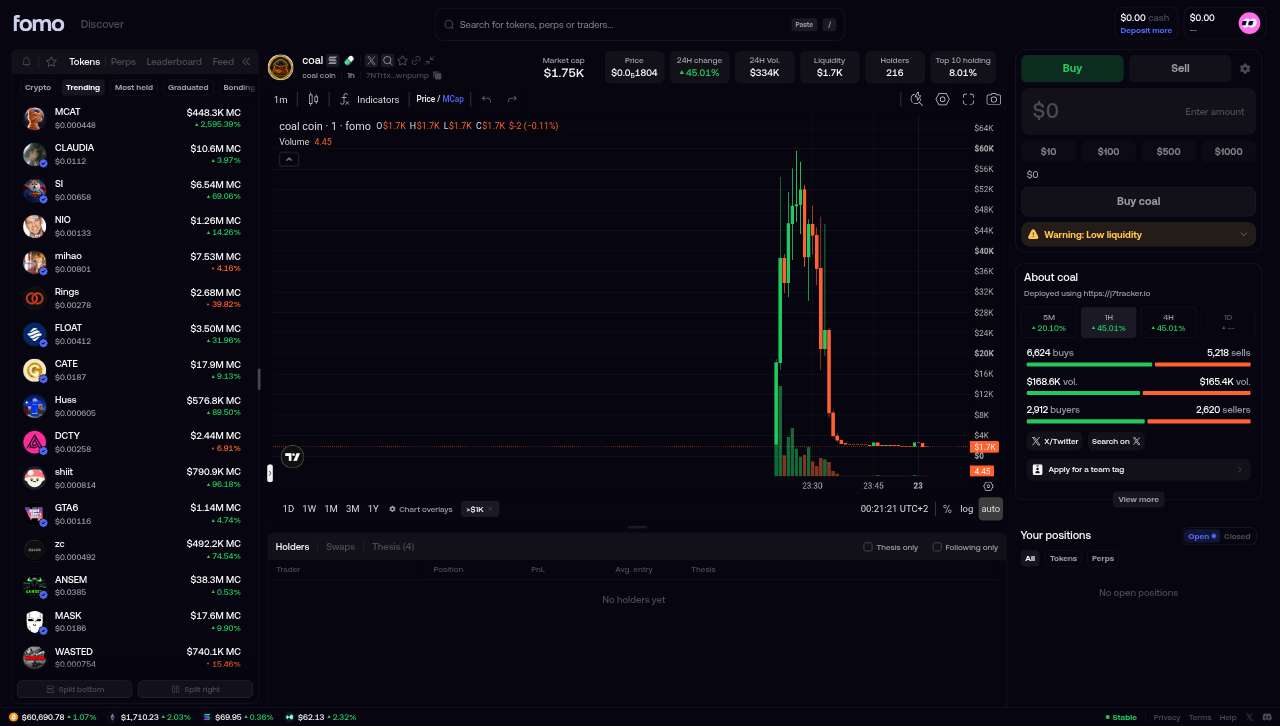 fomo
Discover
Search for tokens, perps or traders...
Paste
/
$0.00 cash
Deposit more
$0.00
—
Tokens Perps Leaderboard Feed
Crypto Trending Most held Graduated Bonding
MCAT $448.3K MC
$0.000448 2,595.39%
CLAUDIA $10.6M MC
$0.0112 3.97%
SI $6.54M MC
$0.00658 69.06%
NIO $1.26M MC
$0.00133 14.26%
mihao $7.53M MC
$0.00801 4.16%
Rings $2.68M MC
$0.00278 39.82%
FLOAT $3.50M MC
$0.00412 31.96%
CATE $17.9M MC
$0.0187 9.13%
Huss $576.8K MC
$0.000605 89.50%
DCTY $2.44M MC
$0.00258 6.91%
shiit $790.9K MC
$0.000814 96.18%
GTA6 $1.14M MC
$0.00116 4.74%
zc $492.2K MC
$0.000492 74.54%
ANSEM $38.3M MC
$0.0385 0.53%
MASK $17.6M MC
$0.0186 9.90%
WASTED $740.1K MC
$0.000754 15.46%
Split bottom Split right
coal
coal coin 1h 7NTttx...wnpump
Market cap
$1.75K
Price
$0.0₅1804
24H change
45.01%
24H Vol.
$334K
Liquidity
$1.7K
Holders
216
Top 10 holding
8.01%
1m Indicators Price / MCap
coal coin · 1 · fomo O$1.7K H$1.7K L$1.7K C$1.7K $-2 (−0.11%)
Volume 4.45
$64K
$60K
$56K
$52K
$48K
$44K
$40K
$36K
$32K
$28K
$24K
$20K
$16K
$12K
$8K
$4K
$1.7K
$0
4.45
23:30 23:45 23
1D 1W 1M 3M 1Y Chart overlays >$1K
00:21:21 UTC+2 % log auto
Holders Swaps Thesis (4)
Thesis only Following only
Trader Position PnL Avg. entry Thesis
No holders yet
Buy Sell
$0 Enter amount
$10 $100 $500 $1000
$0
Buy coal
Warning: Low liquidity
About coal
Deployed using https://j7tracker.io
5M 1H 4H 1D
20.10% 45.01% 45.01% --
6,624 buys 5,218 sells
$168.6K vol. $165.4K vol.
2,912 buyers 2,620 sellers
X/Twitter Search on X
Apply for a team tag
View more
Your positions
Open Closed
All Tokens Perps
No open positions
$60,690.78 1.07% $1,710.23 2.03% $69.95 0.36% $62.13 2.32%
Stable Privacy Terms Help